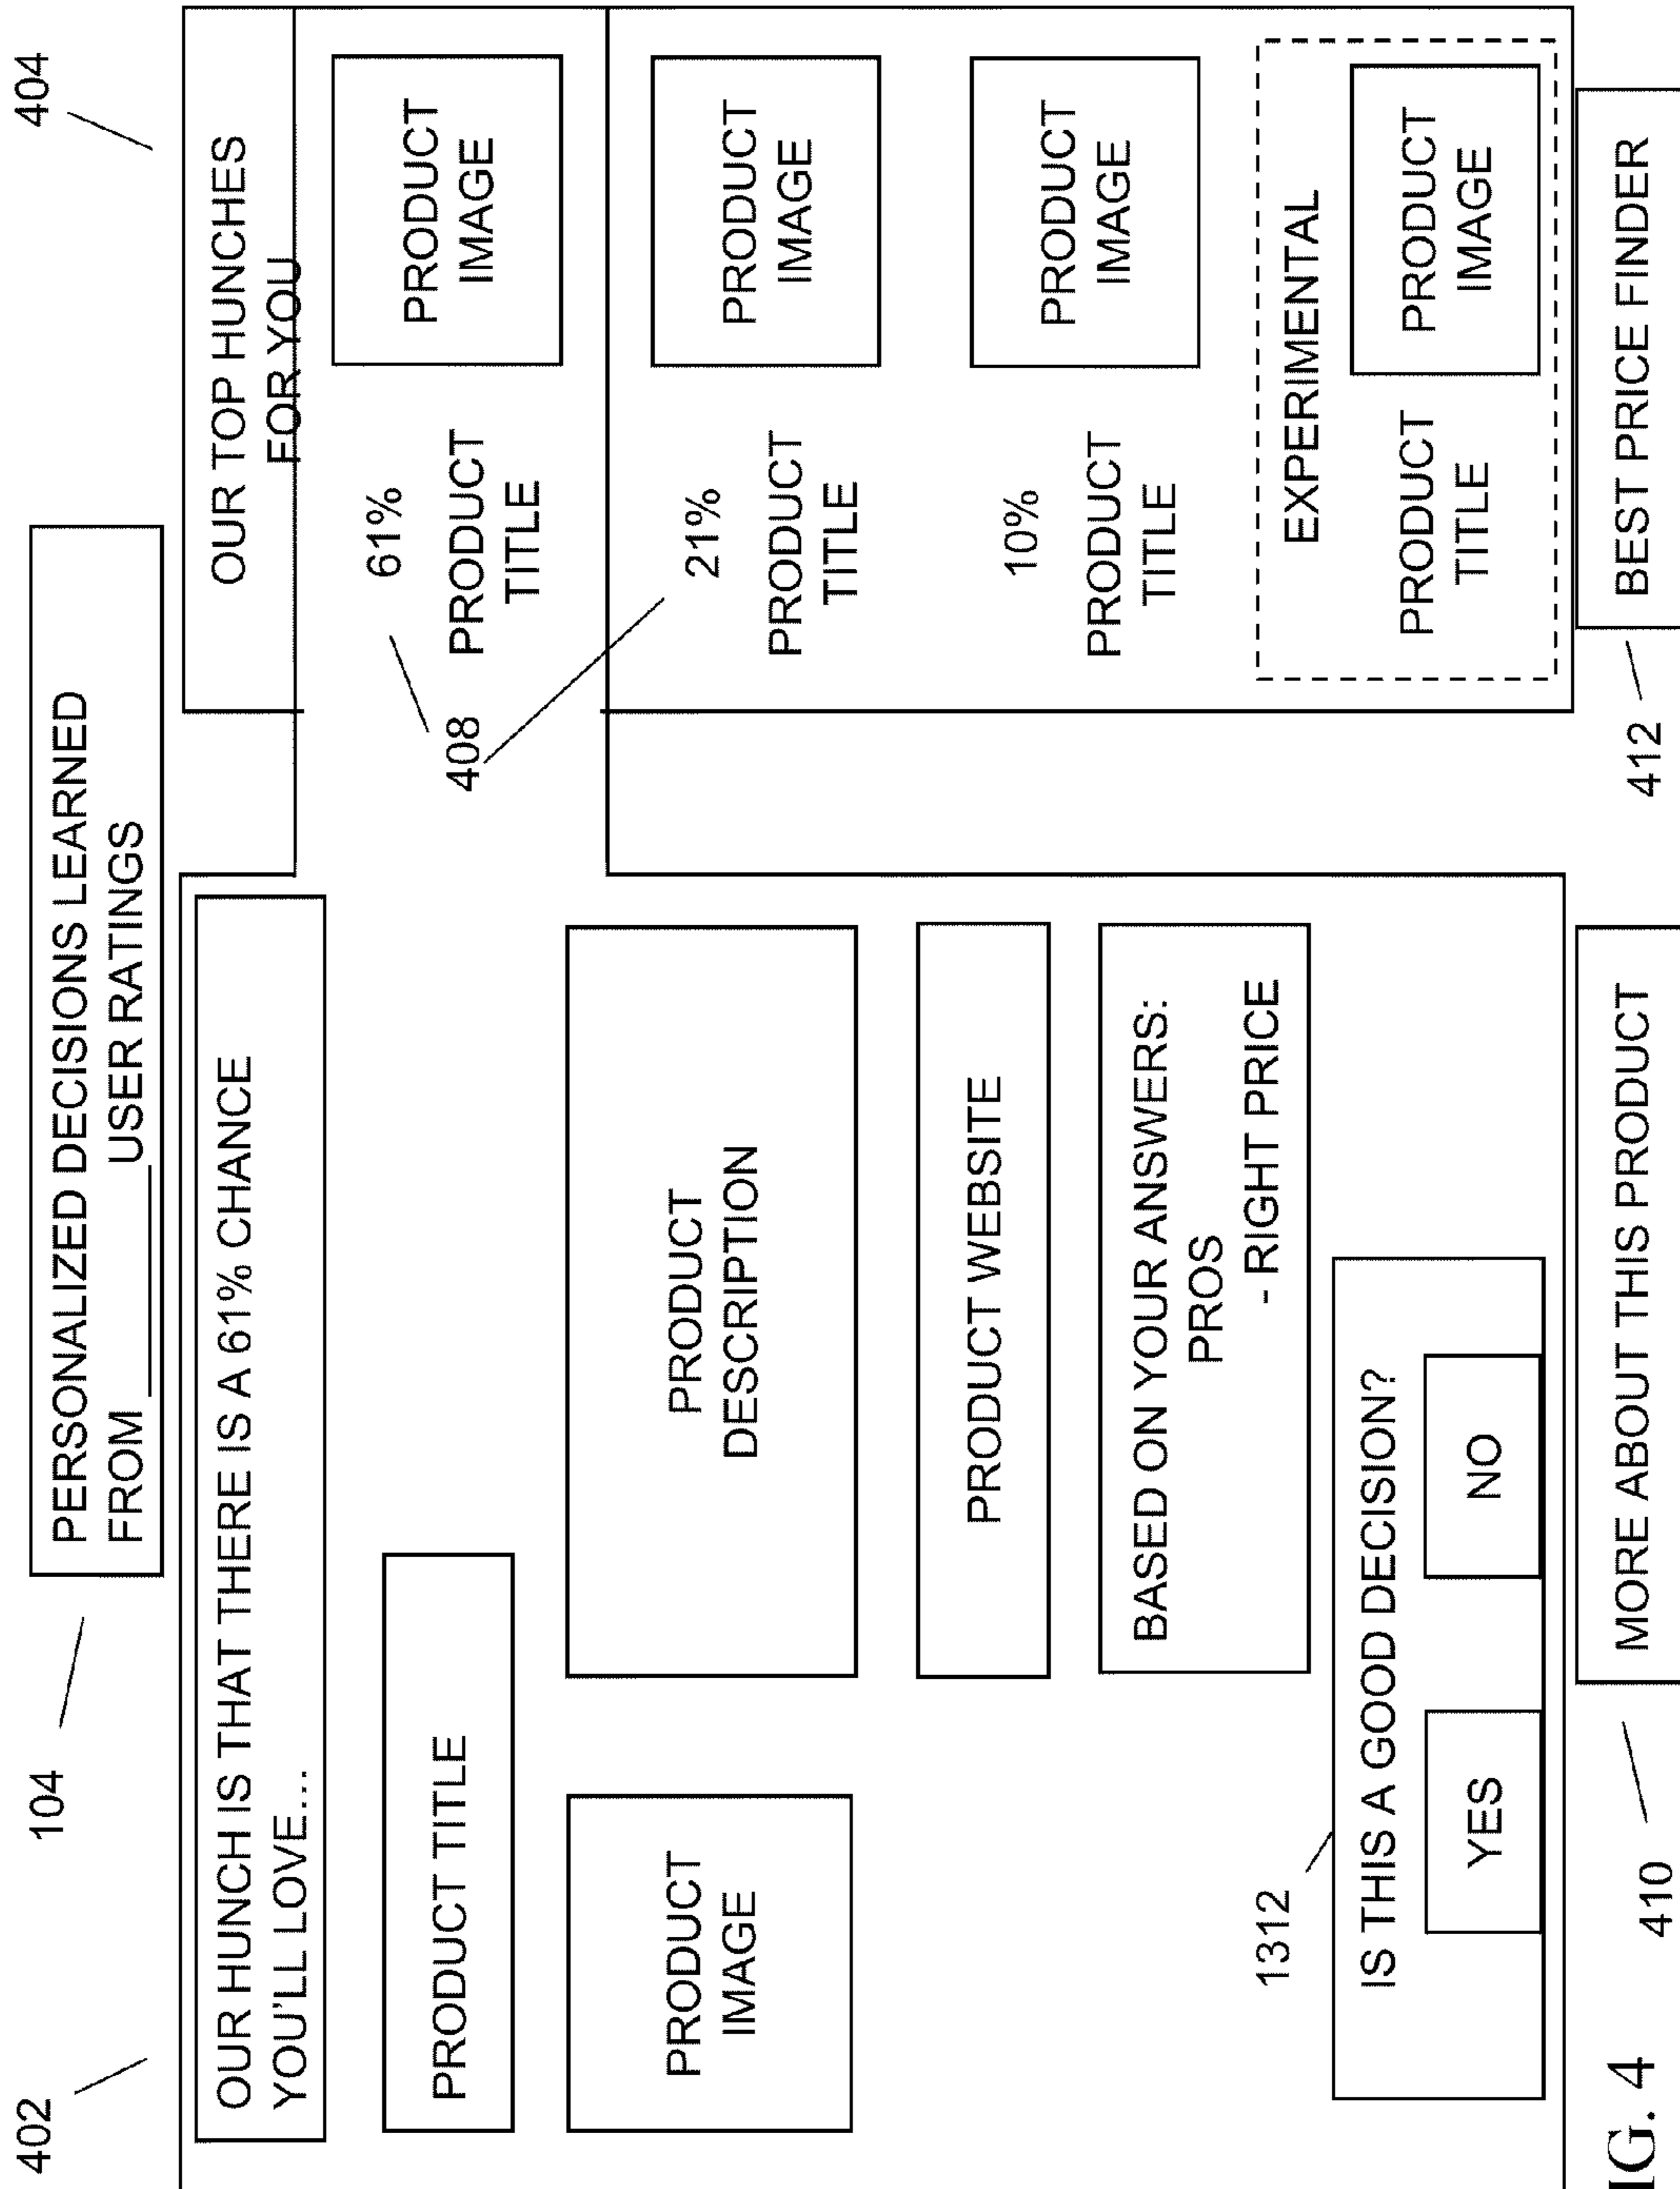 402
104
404
PERSONALIZED DECISIONS LEARNED
FROM ________ USER RATINGS
OUR HUNCH IS THAT THERE IS A 61% CHANCE
YOU'LL LOVE...
PRODUCT TITLE
PRODUCT
IMAGE
PRODUCT
DESCRIPTION
PRODUCT WEBSITE
BASED ON YOUR ANSWERS:
PROS
- RIGHT PRICE
1312
IS THIS A GOOD DECISION?
YES
NO
OUR TOP HUNCHES
FOR YOU
408
61%
PRODUCT
TITLE
PRODUCT
IMAGE
21%
PRODUCT
TITLE
PRODUCT
IMAGE
10%
PRODUCT
TITLE
PRODUCT
IMAGE
EXPERIMENTAL
PRODUCT
TITLE
PRODUCT
IMAGE
410
MORE ABOUT THIS PRODUCT
412
BEST PRICE FINDER
IG. 4